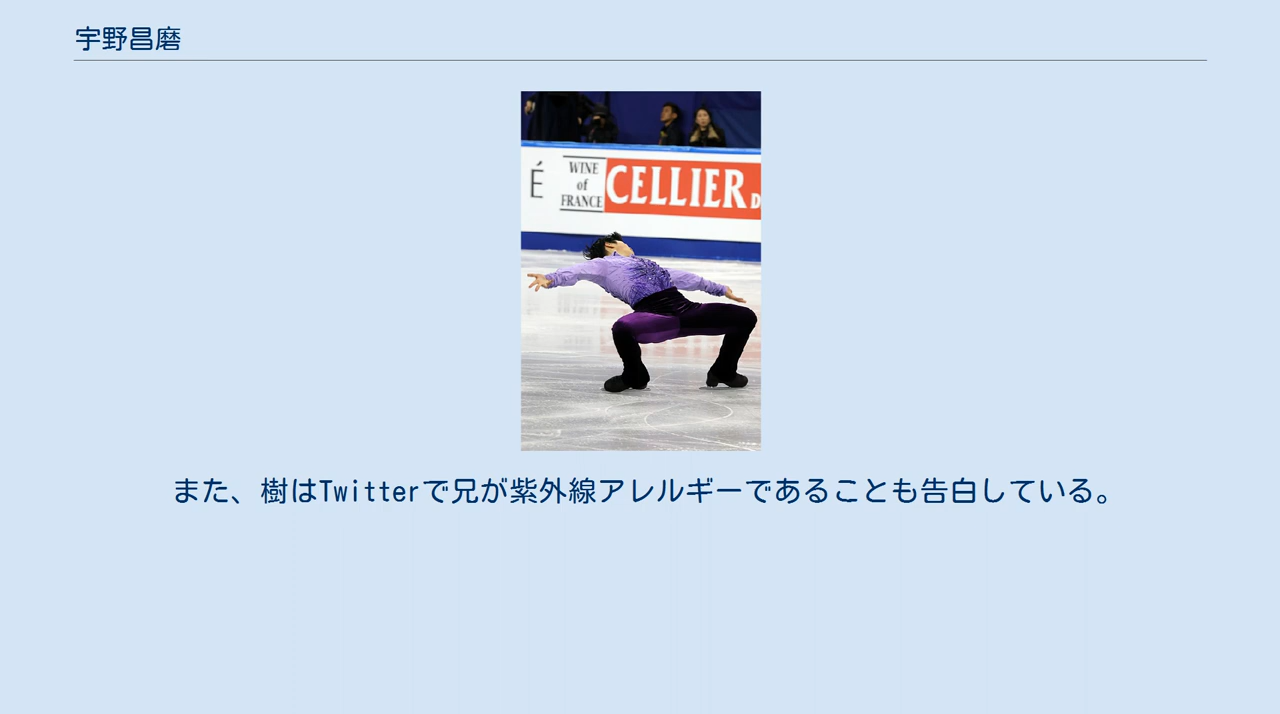 宇野昌磨
É
WINE
of
FRANCE
CELLIER D
また、樹はTwitterで兄が紫外線アレルギーであることも告白している。